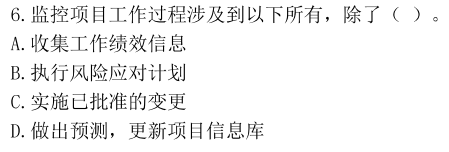 6.监控项目工作过程涉及到以下所有，除了（ ）。
A.收集工作绩效信息
B.执行风险应对计划
C.实施已批准的变更
D.做出预测，更新项目信息库